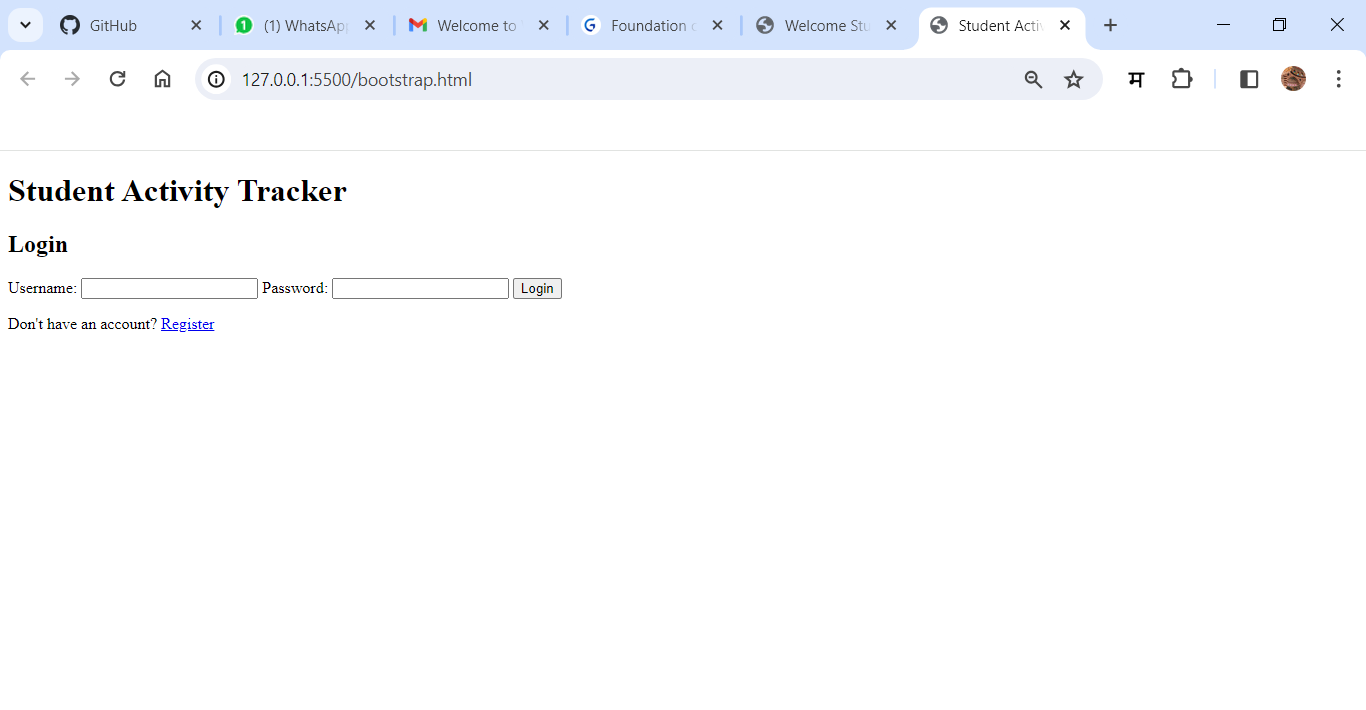 GitHub (1) WhatsApp Welcome to Foundation Welcome Stu Student Activ
127.0.0.1:5500/bootstrap.html म
Student Activity Tracker
Login
Username: Password: Login
Don't have an account? Register